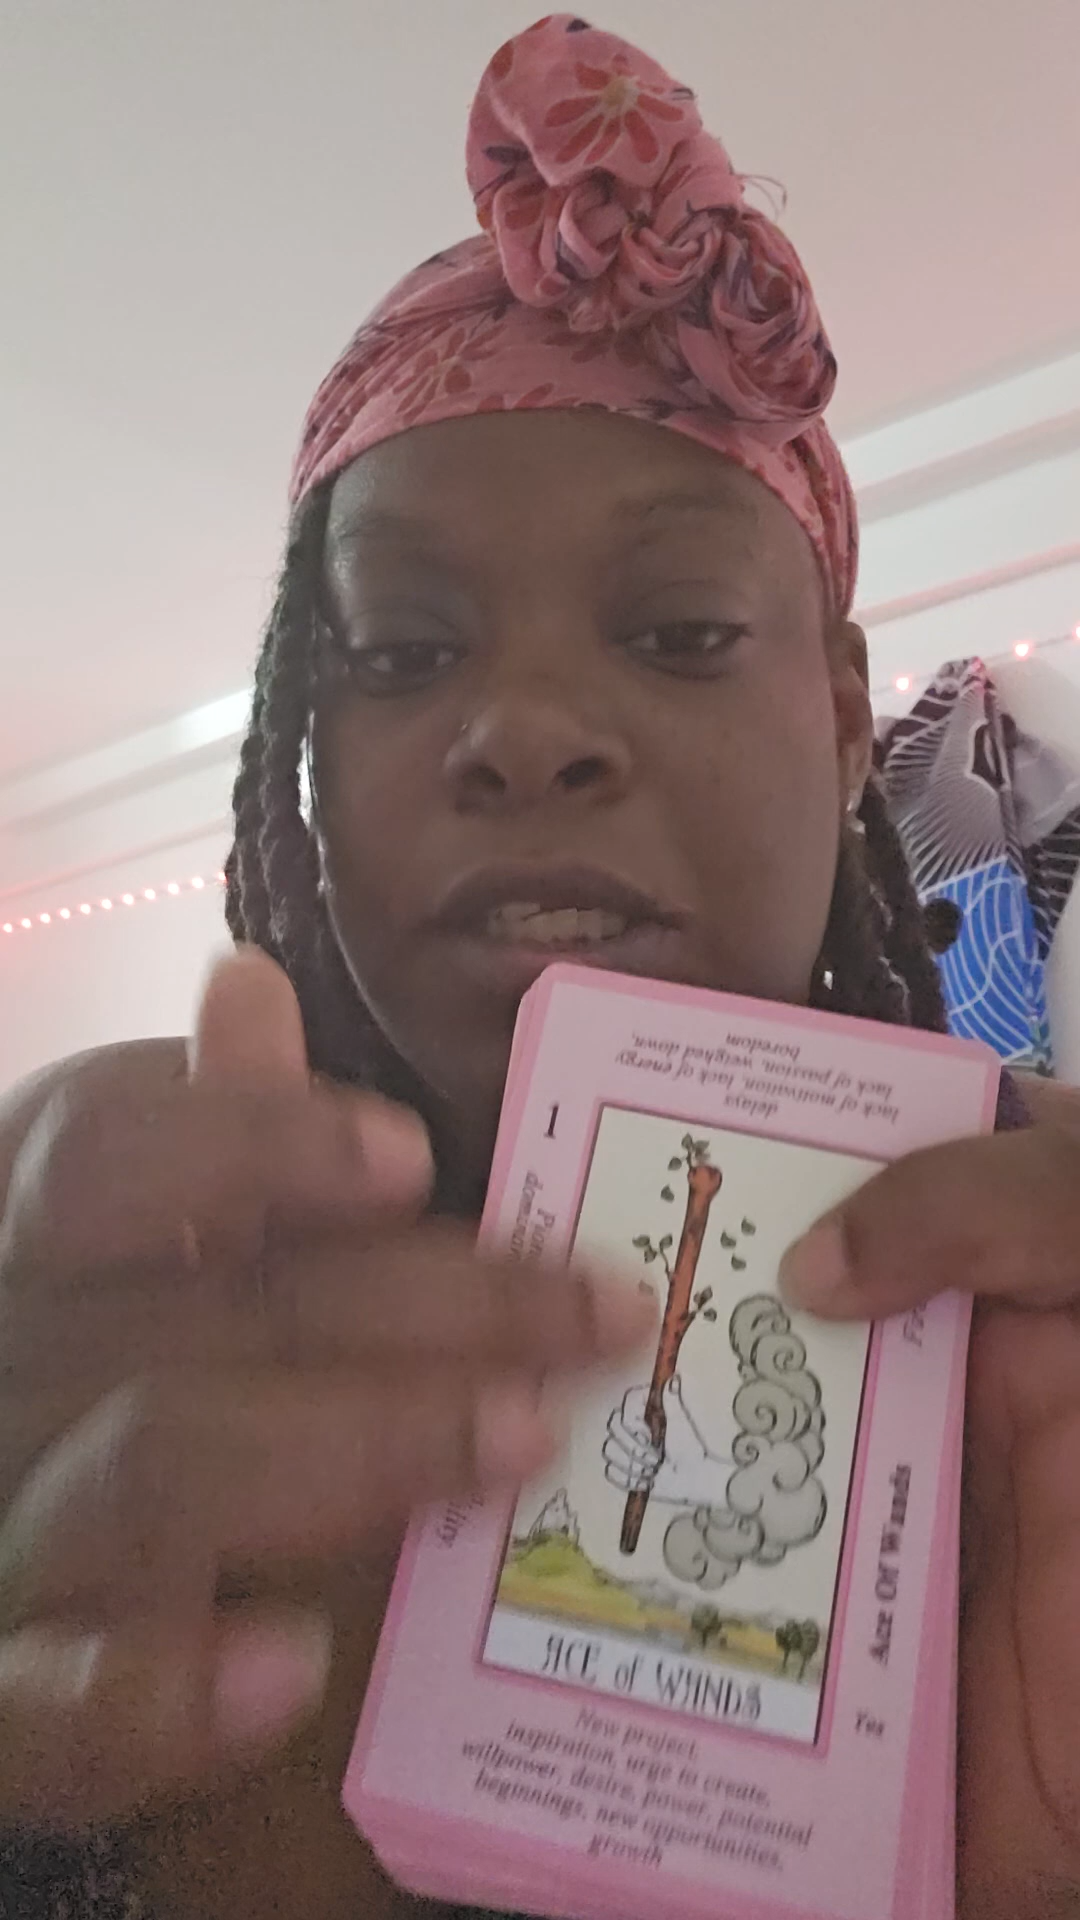 boredom
lack of passion, weighed down,
lack of motivation, lack of energy
delays
1
Ace Of Wands
Yes
ACE of WANDS
New project,
inspiration, urge to create,
willpower, desire, power, potential
beginnings, new opportunities,
growth